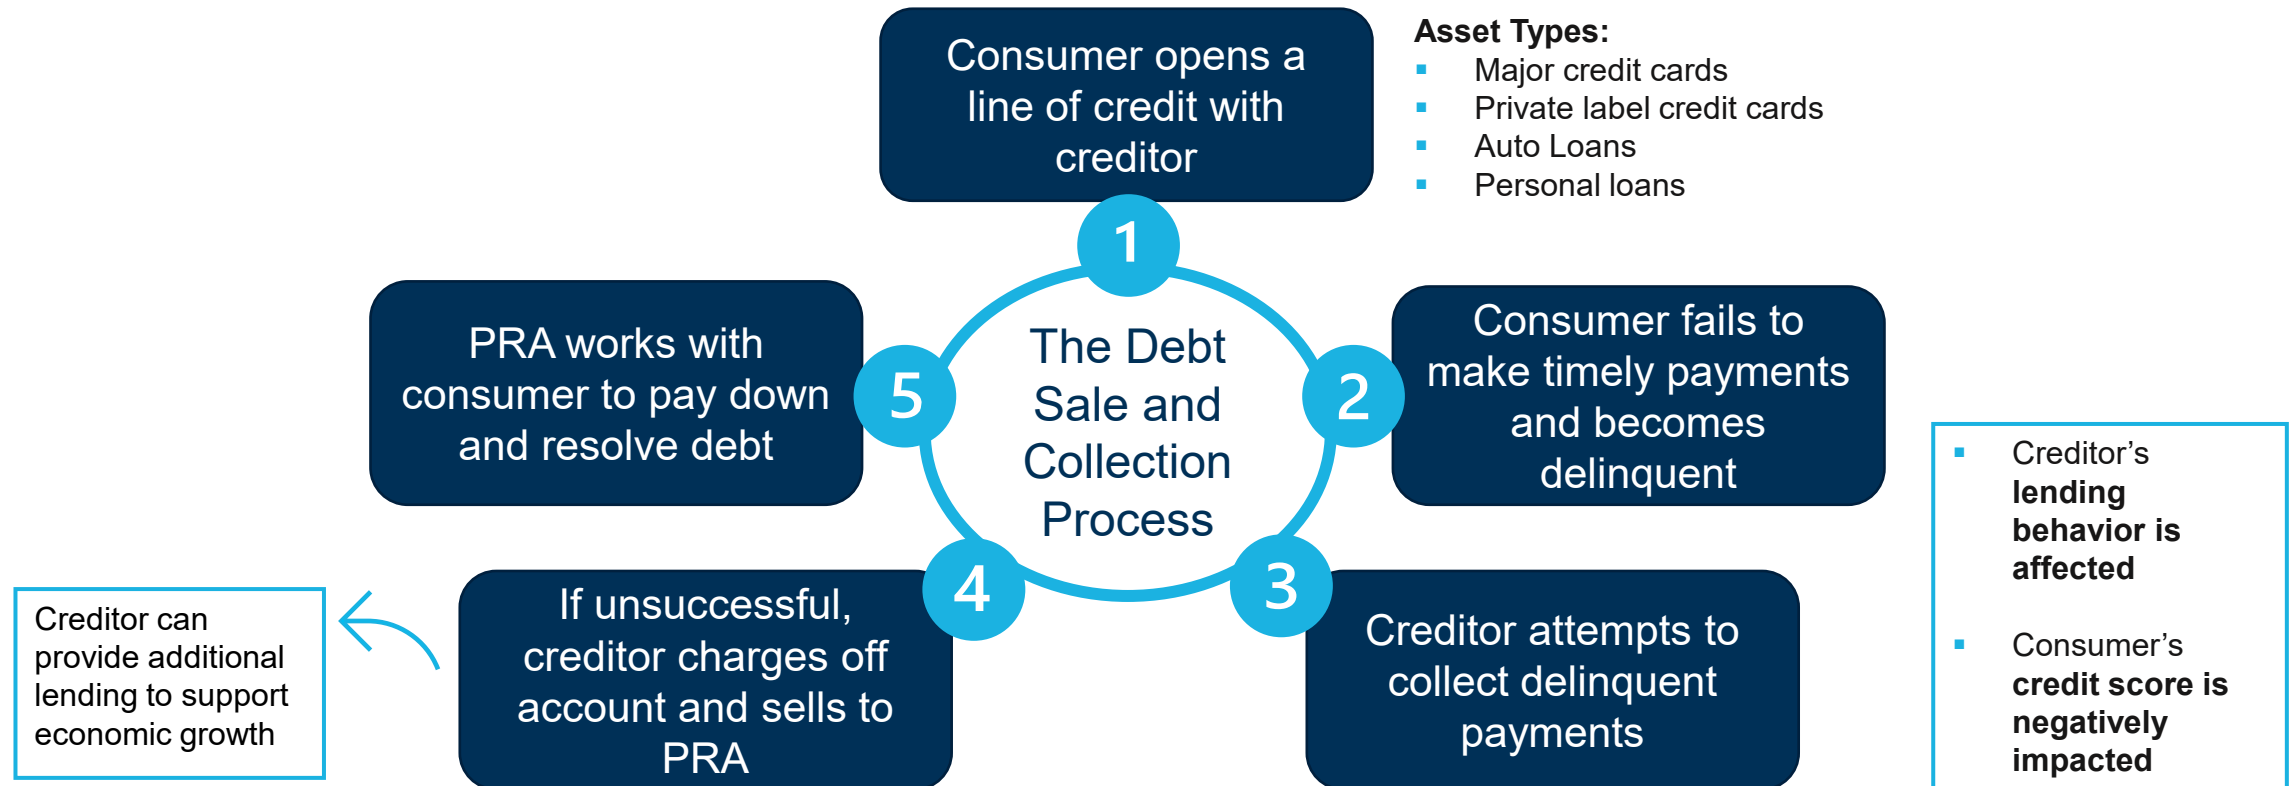 Consumer opens a
line of credit with
creditor
Asset Types:
▪ Major credit cards
▪ Private label credit cards
▪ Auto Loans
▪ Personal loans
1
The Debt
Sale and
Collection
Process
2
Consumer fails to
make timely payments
and becomes
delinquent
▪ Creditor’s
lending
behavior is
affected
▪ Consumer’s
credit score is
negatively
impacted
3
Creditor attempts to
collect delinquent
payments
4
If unsuccessful,
creditor charges off
account and sells to
PRA
Creditor can
provide additional
lending to support
economic growth
5
PRA works with
consumer to pay down
and resolve debt